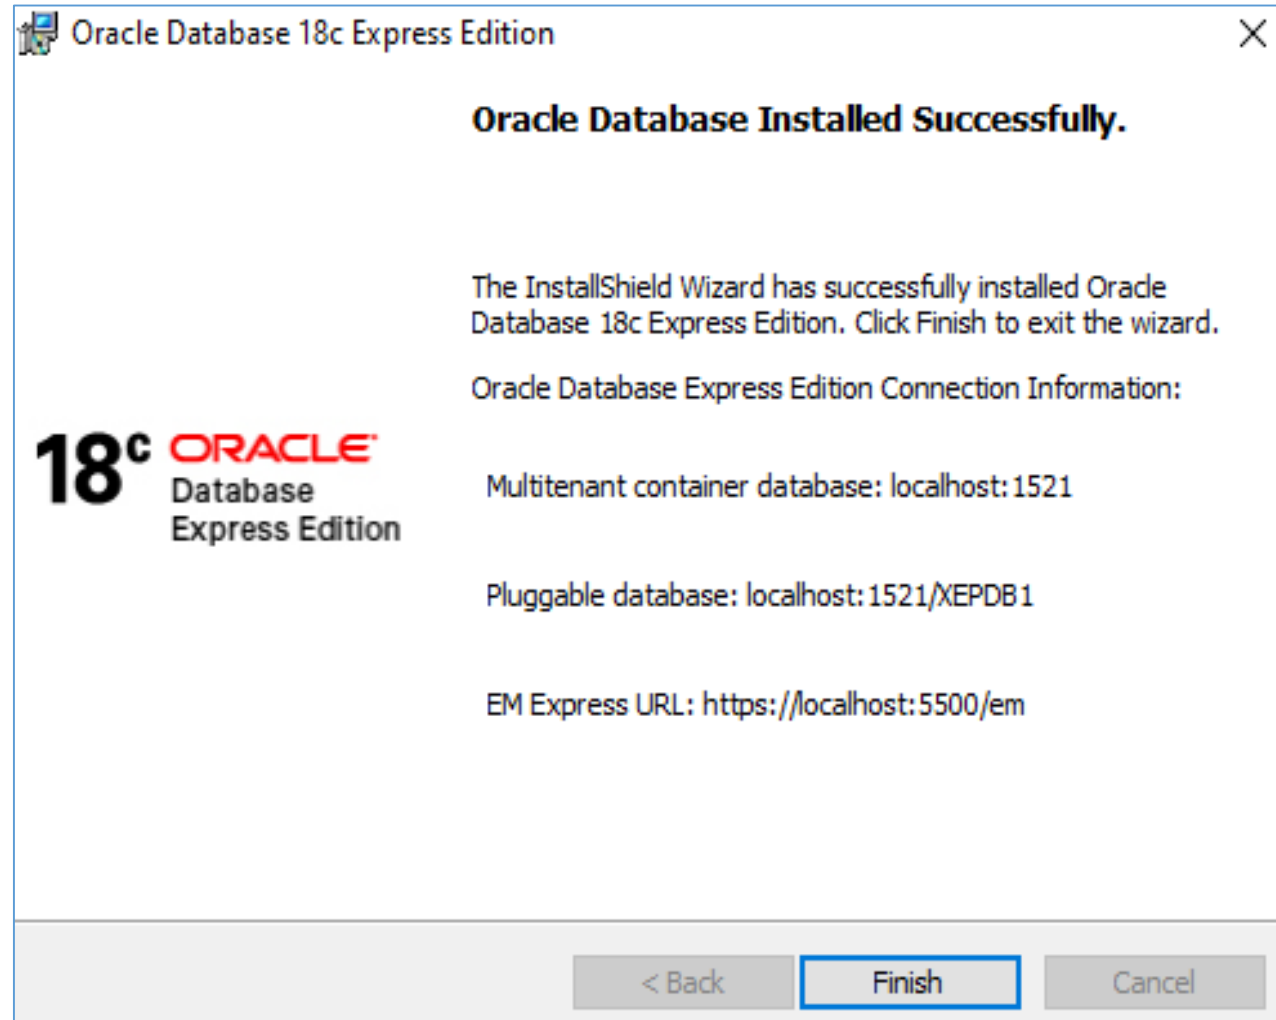 Oracle Database 18c Express Edition
Oracle Database Installed Successfully.
The InstallShield Wizard has successfully installed Oracle
Database 18c Express Edition. Click Finish to exit the wizard.
Oracle Database Express Edition Connection Information:
18c ORACLE
Database
Express Edition
Multitenant container database: localhost:1521
Pluggable database: localhost:1521/XEPDB1
EM Express URL: https://localhost:5500/em
< Back
Finish
Cancel